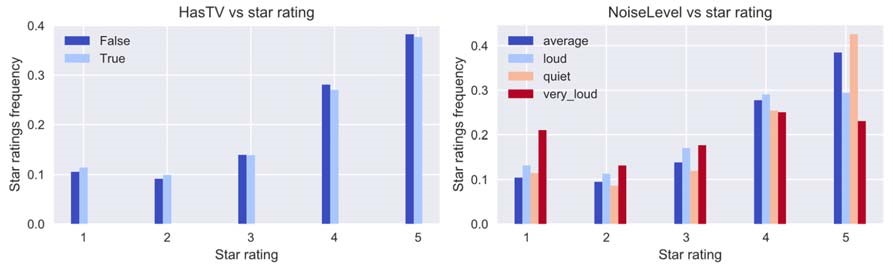 HasTV vs star rating
Star ratings frequency
0.4
0.3
0.2
0.1
0.0
False
True
1 2 3 4 5
Star rating
NoiseLevel vs star rating
Star ratings frequency
0.4
0.3
0.2
0.1
0.0
average
loud
quiet
very_loud
1 2 3 4 5
Star rating